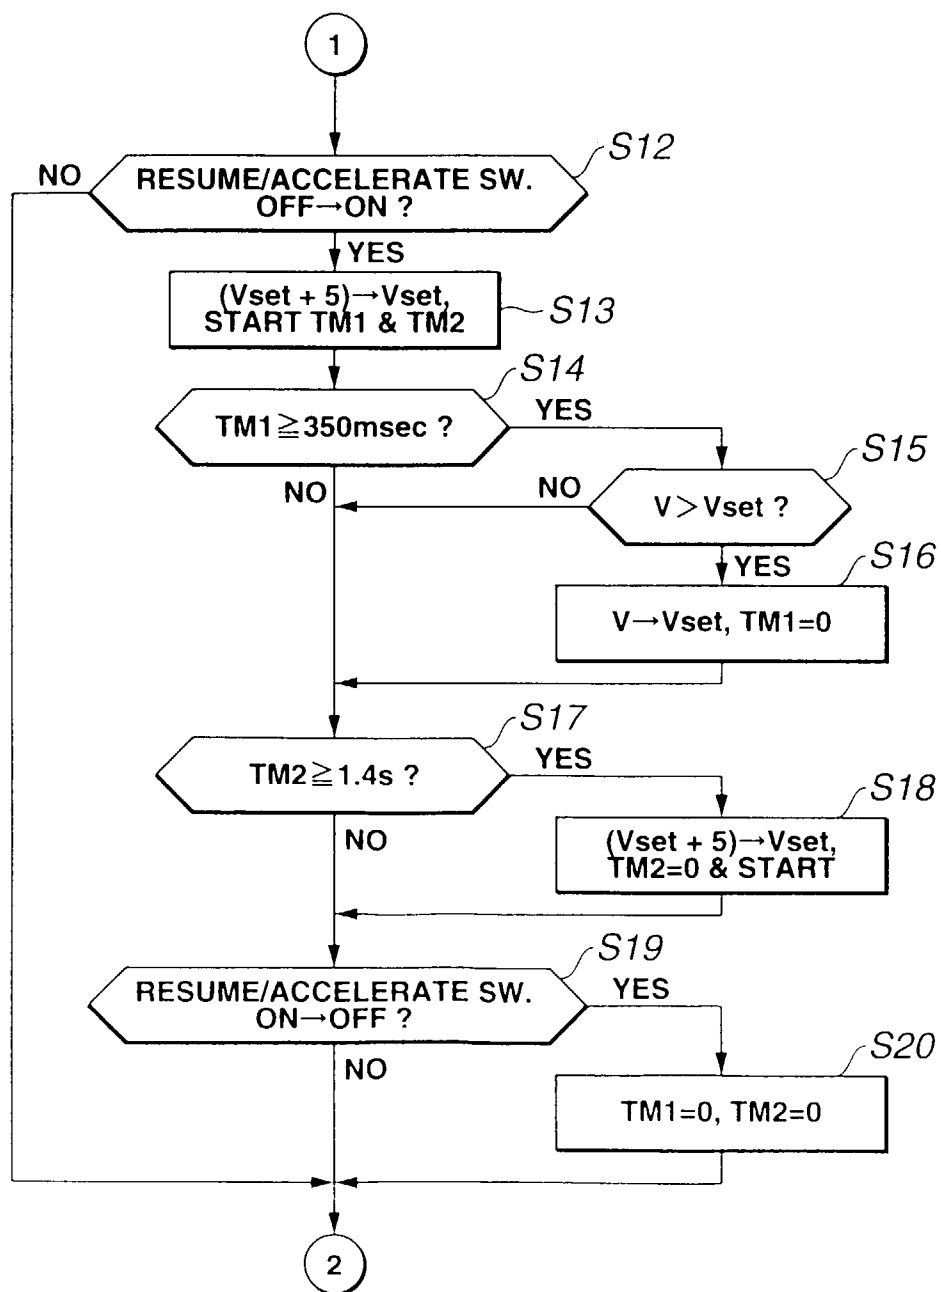 1
S12
NO
RESUME/ACCELERATE SW.
OFF→ON ?
YES
(Vset + 5)→Vset,
START TM1 & TM2
S13
S14
TM1≧350msec ?
YES
S15
NO
NO
V＞Vset ?
YES
S16
V→Vset, TM1=0
S17
TM2≧1.4s ?
YES
S18
NO
(Vset + 5)→Vset,
TM2=0 & START
S19
RESUME/ACCELERATE SW.
ON→OFF ?
YES
NO
S20
TM1=0, TM2=0
2